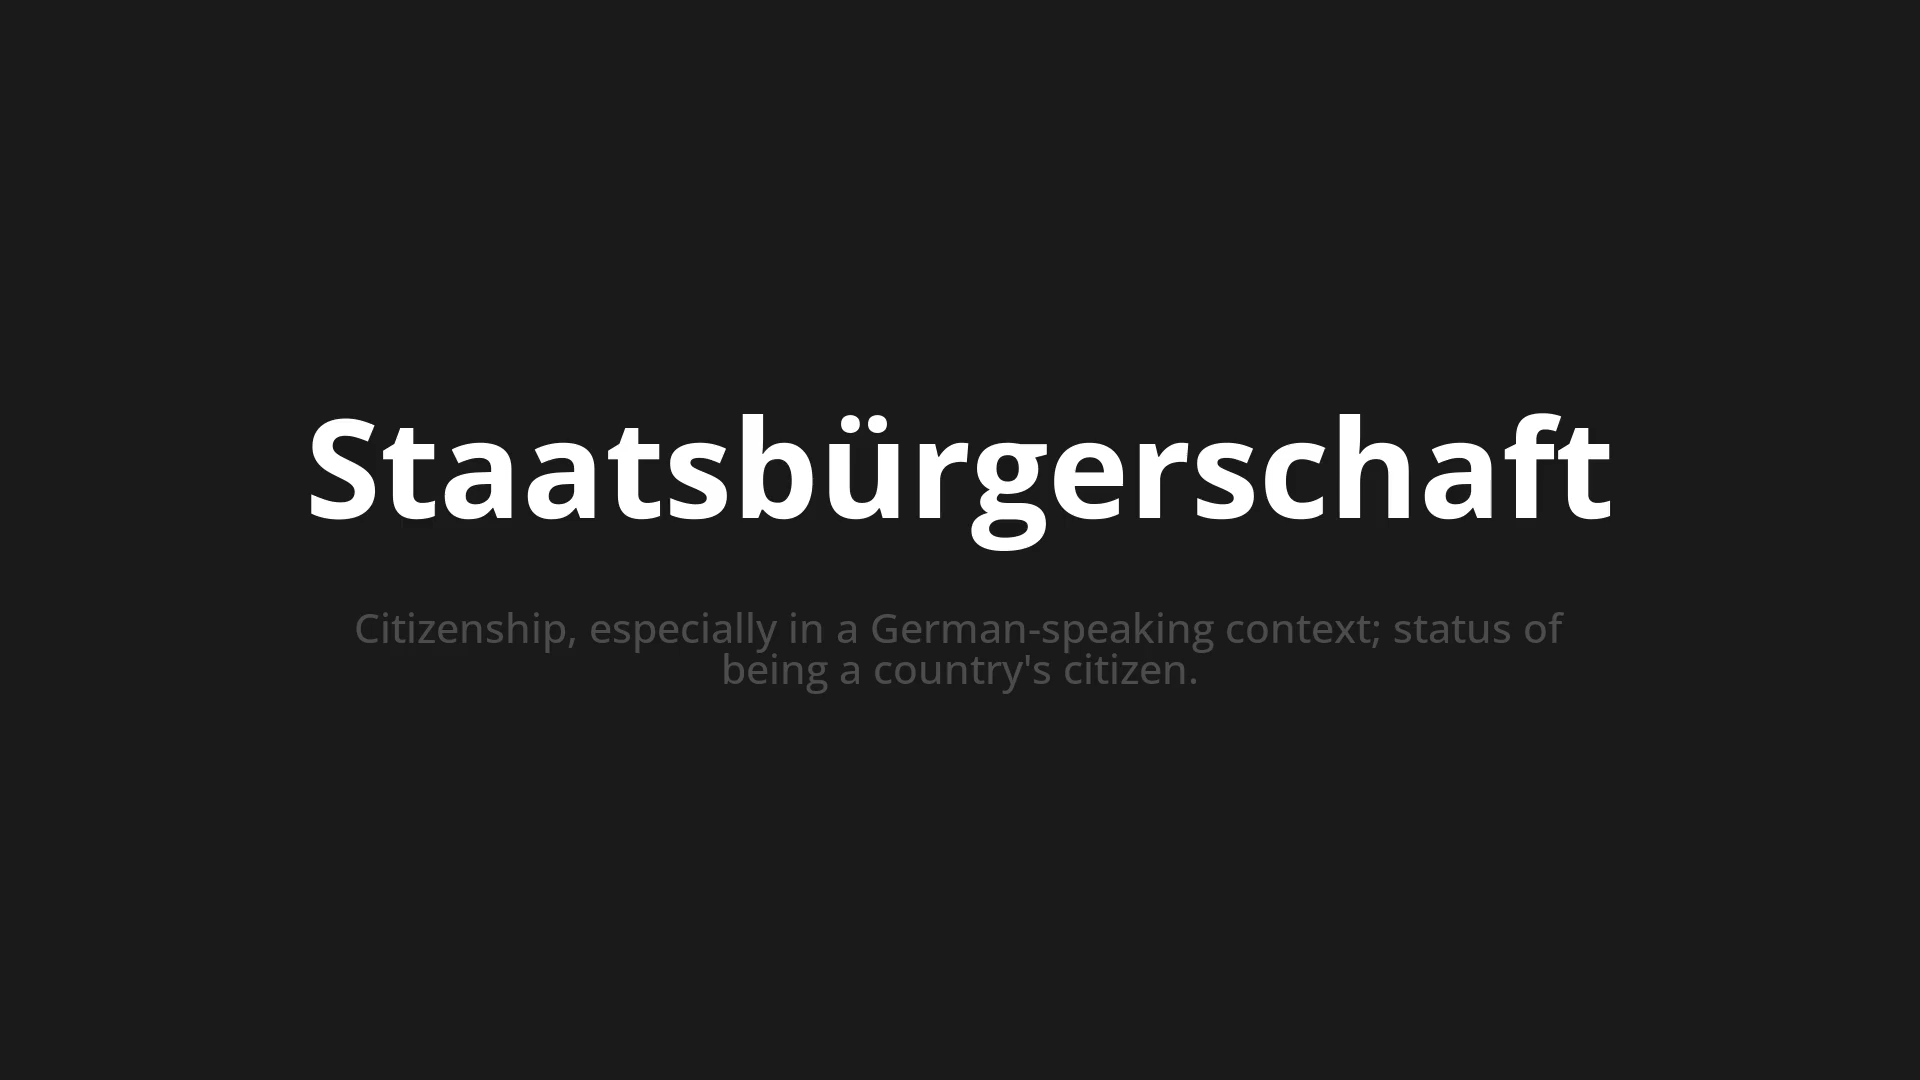 Staatsbürgerschaft
Citizenship, especially in a German-speaking context; status of
being a country's citizen.